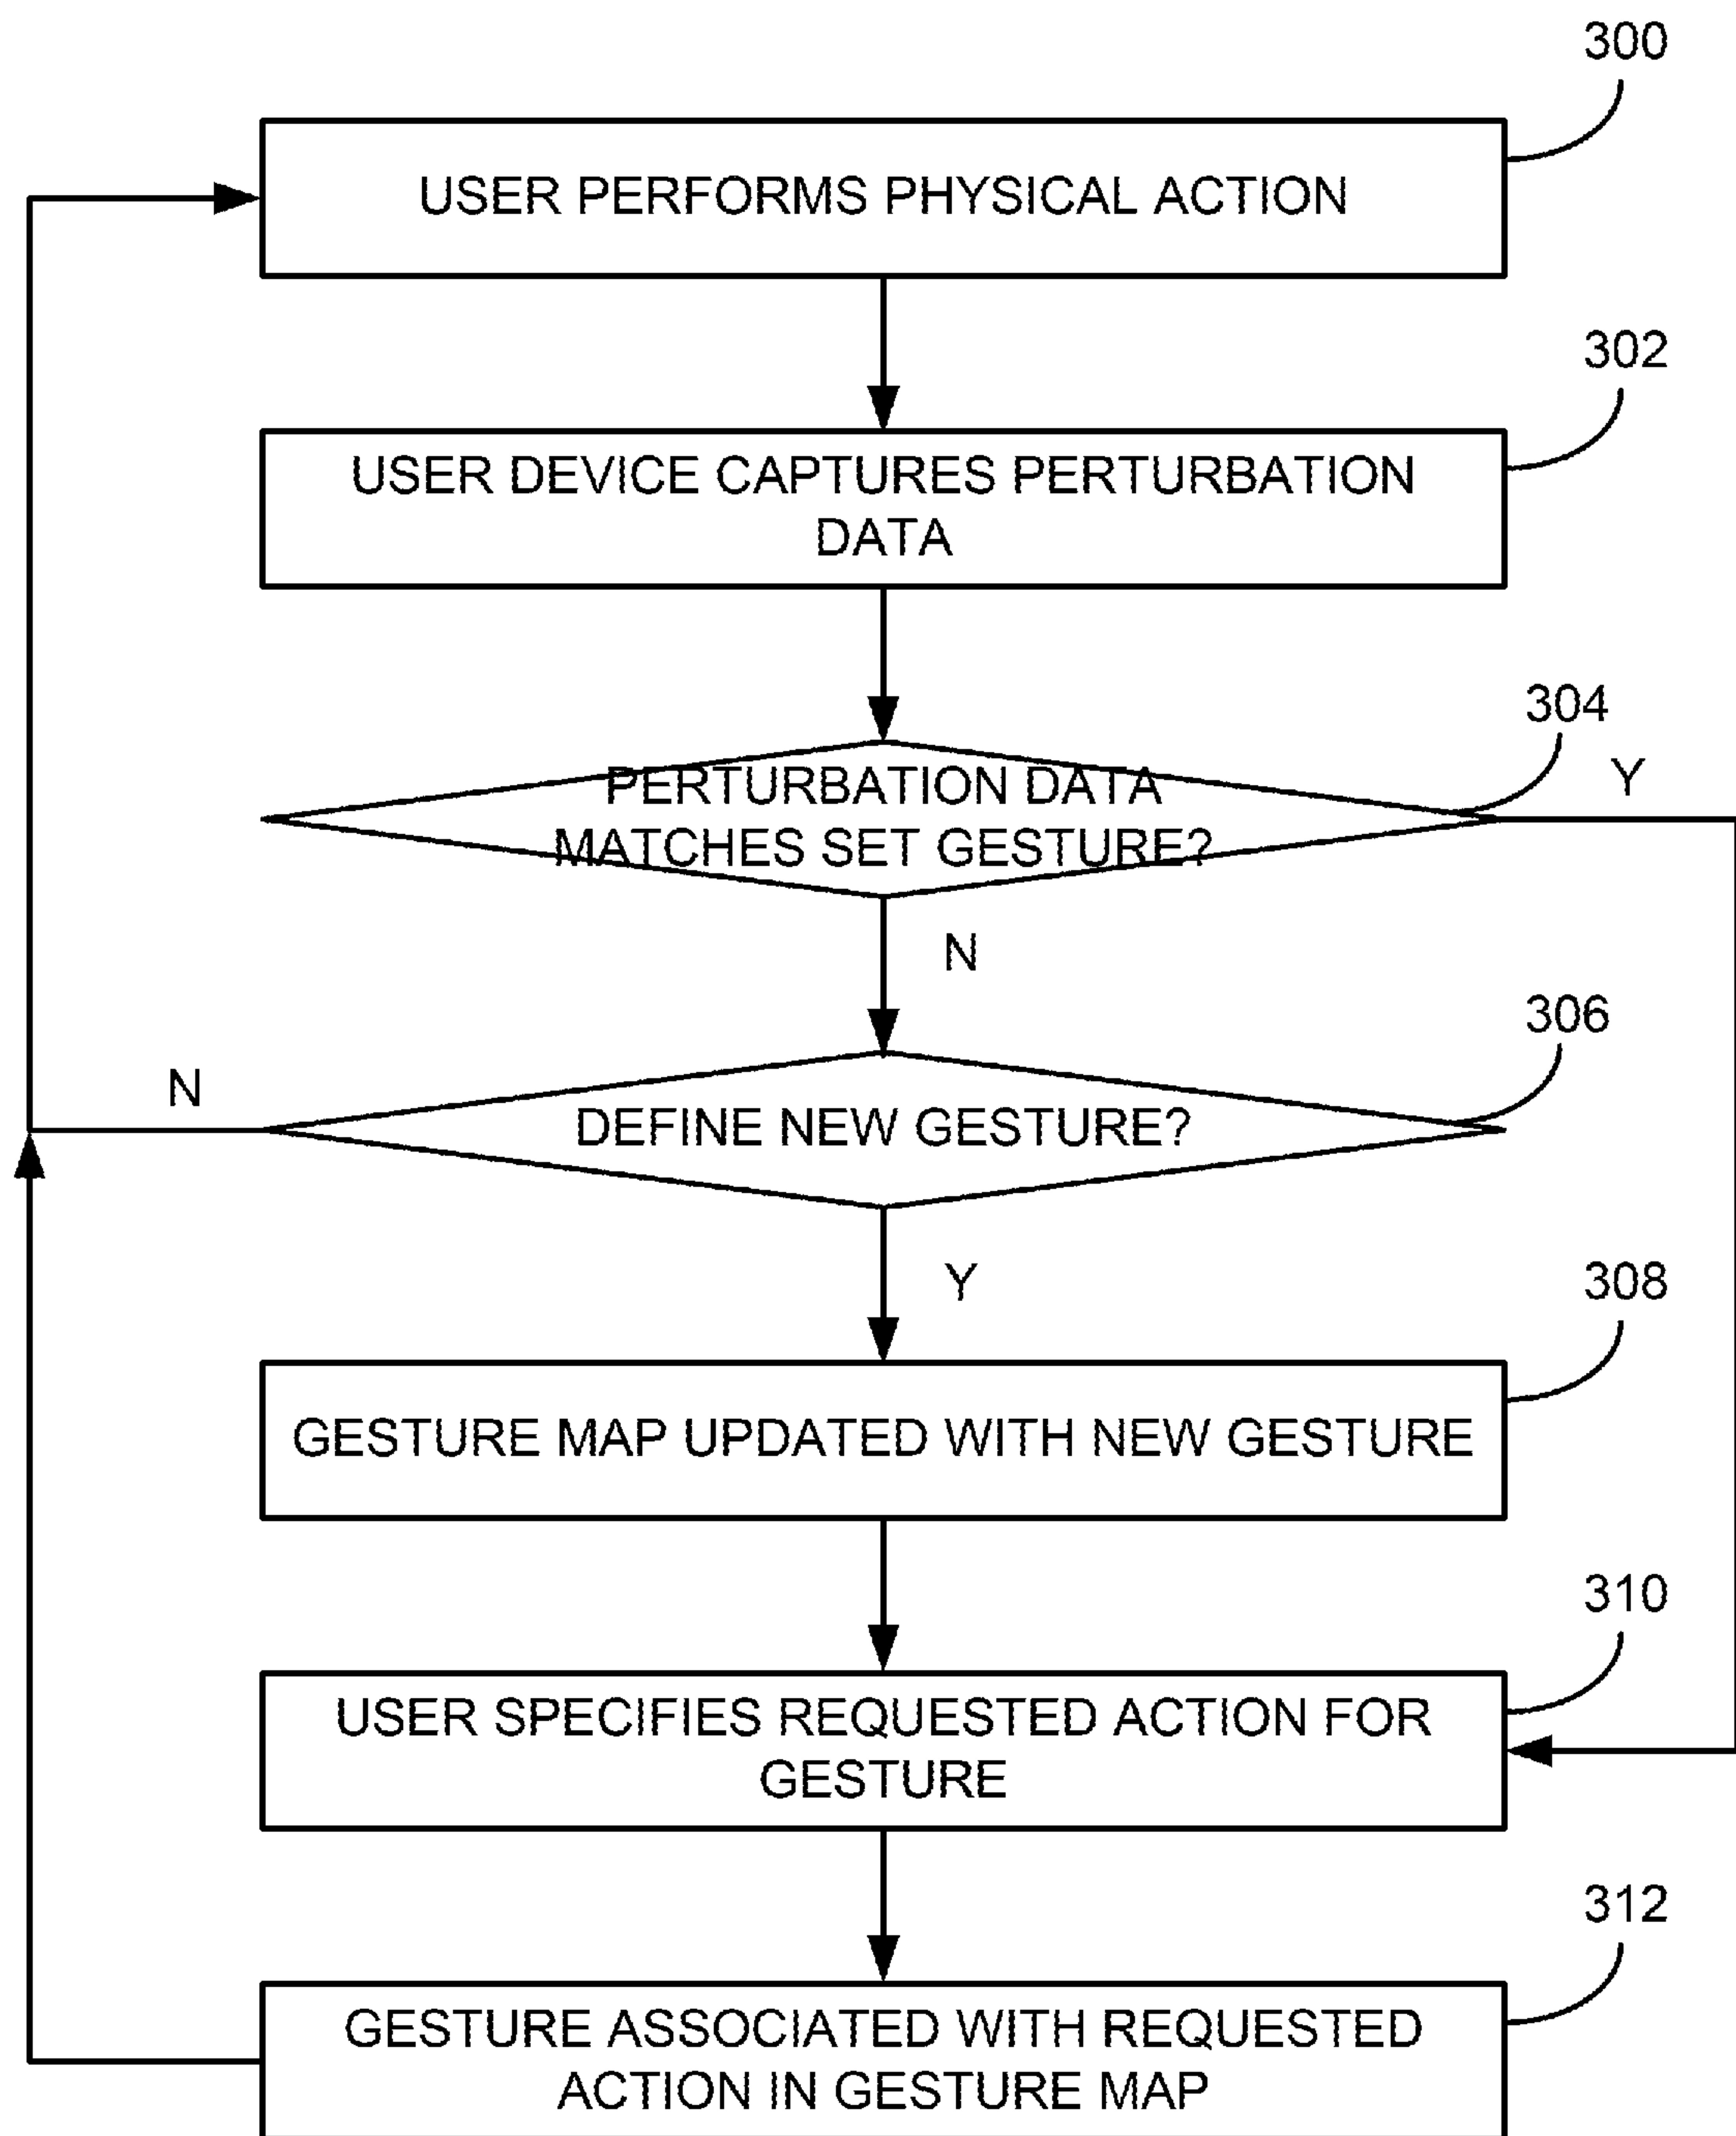 300
USER PERFORMS PHYSICAL ACTION
302
USER DEVICE CAPTURES PERTURBATION
DATA
304
Y
PERTURBATION DATA
MATCHES SET GESTURE?
N
306
N
DEFINE NEW GESTURE?
Y
308
GESTURE MAP UPDATED WITH NEW GESTURE
310
USER SPECIFIES REQUESTED ACTION FOR
GESTURE
312
GESTURE ASSOCIATED WITH REQUESTED
ACTION IN GESTURE MAP